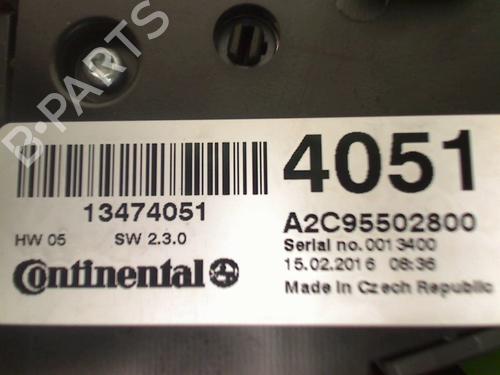 B-PARTS
4051
13474051
A2C95502800
HW 05 SW 2.3.0
Serial no.0013400
15.02.2016 08:36
Continental
Made in Czech Republic